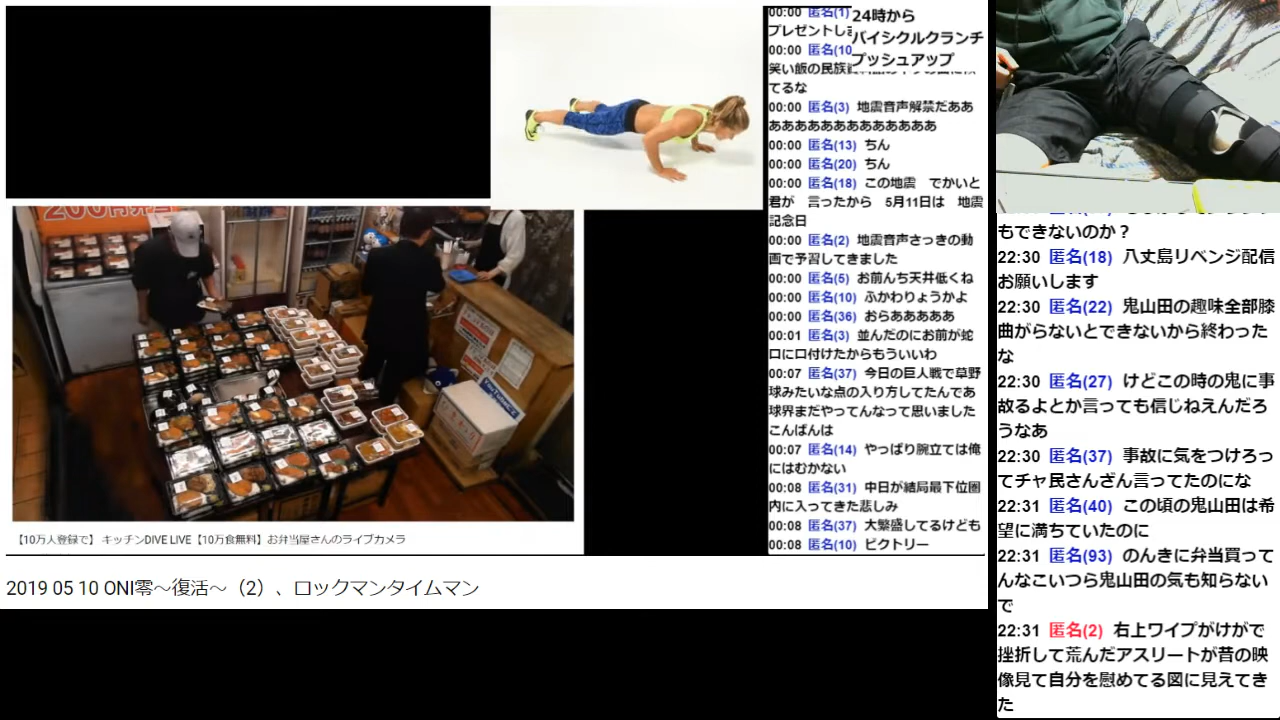 200円弁当
【10万人登録で】 キッチンDIVE LIVE【10万食無料】お弁当屋さんのライブカメラ
2019 05 10 ONI零～復活～（2）、ロックマンタイムマン
24時から
バイシクルクランチ
プッシュアップ
00:00 匿名(1)
プレゼントしま
00:00 匿名(10
笑い飯の民族
てるな
00:00 匿名(3) 地震音声解禁だああ
あああああああああああああ
00:00 匿名(13) ちん
00:00 匿名(20) ちん
00:00 匿名(18) この地震　でかいと
君が　言ったから　5月11日は　地震
記念日
00:00 匿名(2) 地震音声さっきの動
画で予習してきました
00:00 匿名(5) お前んち天井低くね
00:00 匿名(10) ふかわりょうかよ
00:00 匿名(36) おらあああああ
00:01 匿名(3) 並んだのにお前が蛇
口に口付けたからもういいわ
00:07 匿名(37) 今日の巨人戦で草野
球みたいな点の入り方してたんであ
球界まだやってんなって思いました
こんばんは
00:07 匿名(14) やっぱり腕立ては俺
にはむかない
00:08 匿名(31) 中日が結局最下位圏
内に入ってきた悲しみ
00:08 匿名(37) 大繁盛してるけども
00:08 匿名(10) ビクトリー
もできないのか？
22:30 匿名(18) 八丈島リベンジ配信
お願いします
22:30 匿名(22) 鬼山田の趣味全部膝
曲がらないとできないから終わった
な
22:30 匿名(27) けどこの時の鬼に事
故るよとか言っても信じねえんだろ
うなあ
22:30 匿名(37) 事故に気をつけろっ
てチャ民さんざん言ってたのにな
22:31 匿名(40) この頃の鬼山田は希
望に満ちていたのに
22:31 匿名(93) のんきに弁当買って
んなこいつら鬼山田の気も知らない
で
22:31 匿名(2) 右上ワイプがけがで
挫折して荒んだアスリートが昔の映
像見て自分を慰めてる図に見えてき
た